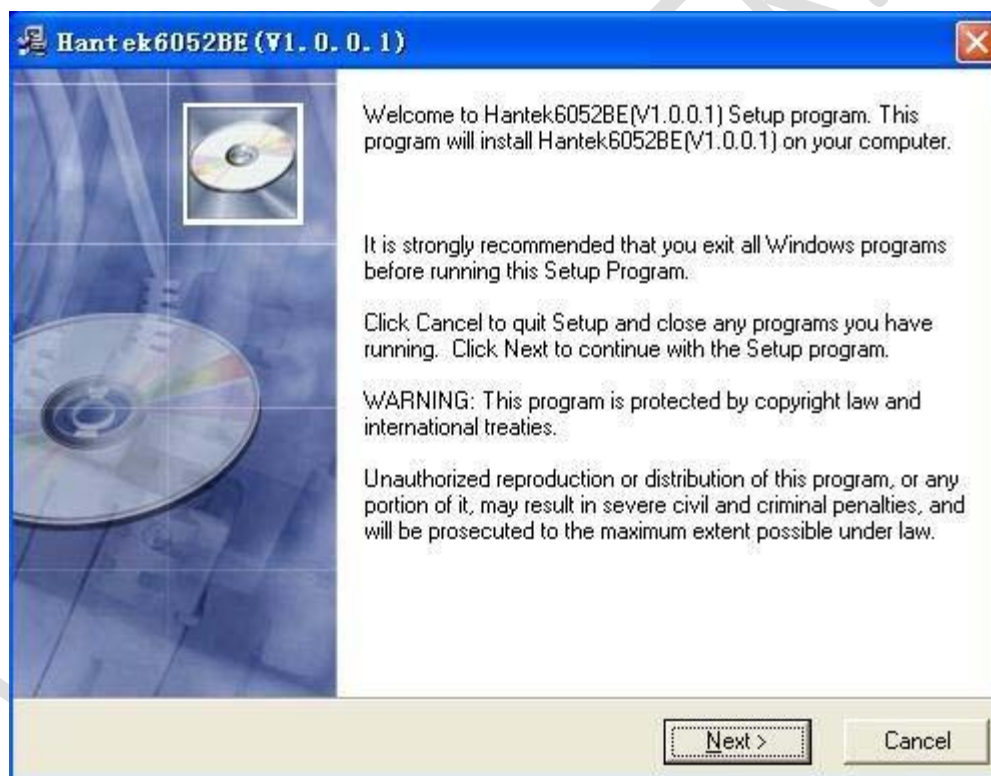 Hantek6052BE(V1.0.0.1)
Welcome to Hantek6052BE(V1.0.0.1) Setup program. This
program will install Hantek6052BE(V1.0.0.1) on your computer.
It is strongly recommended that you exit all Windows programs
before running this Setup Program.
Click Cancel to quit Setup and close any programs you have
running.  Click Next to continue with the Setup program.
WARNING: This program is protected by copyright law and
international treaties.
Unauthorized reproduction or distribution of this program, or any
portion of it, may result in severe civil and criminal penalties, and
will be prosecuted to the maximum extent possible under law.
Next >
Cancel